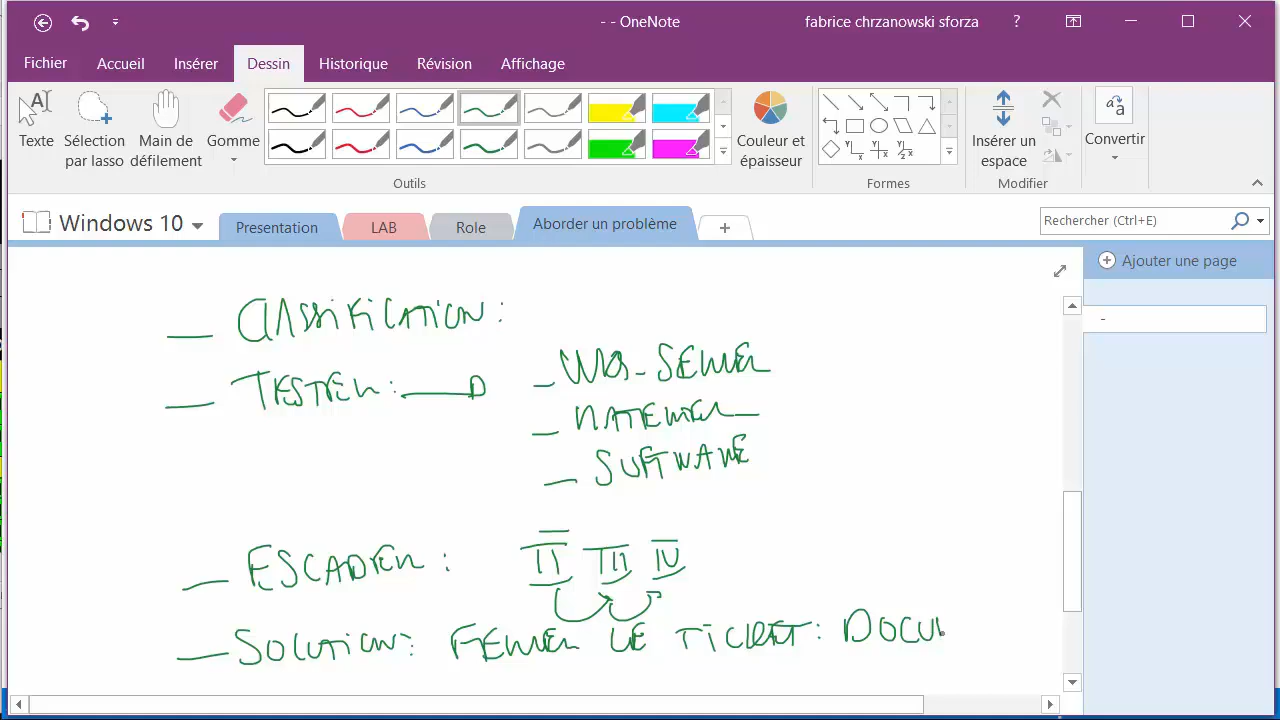 - - OneNote
fabrice chrzanowski sforza
?
Fichier Accueil Insérer Dessin Historique Révision Affichage
Texte
Sélection par lasso
Main de défilement
Gomme
Couleur et épaisseur
Insérer un espace
Convertir
Outils
Formes
Modifier
Windows 10
Presentation LAB Role Aborder un problème +
Rechercher (Ctrl+E)
Ajouter une page
-
— CLASSIFICATION :
— TESTER :
- SERVER
- MATERIEL
- SOFTWARE
— ESCADER : II III IV
— SOLUTION : FERMER LE TICKET : DOCU